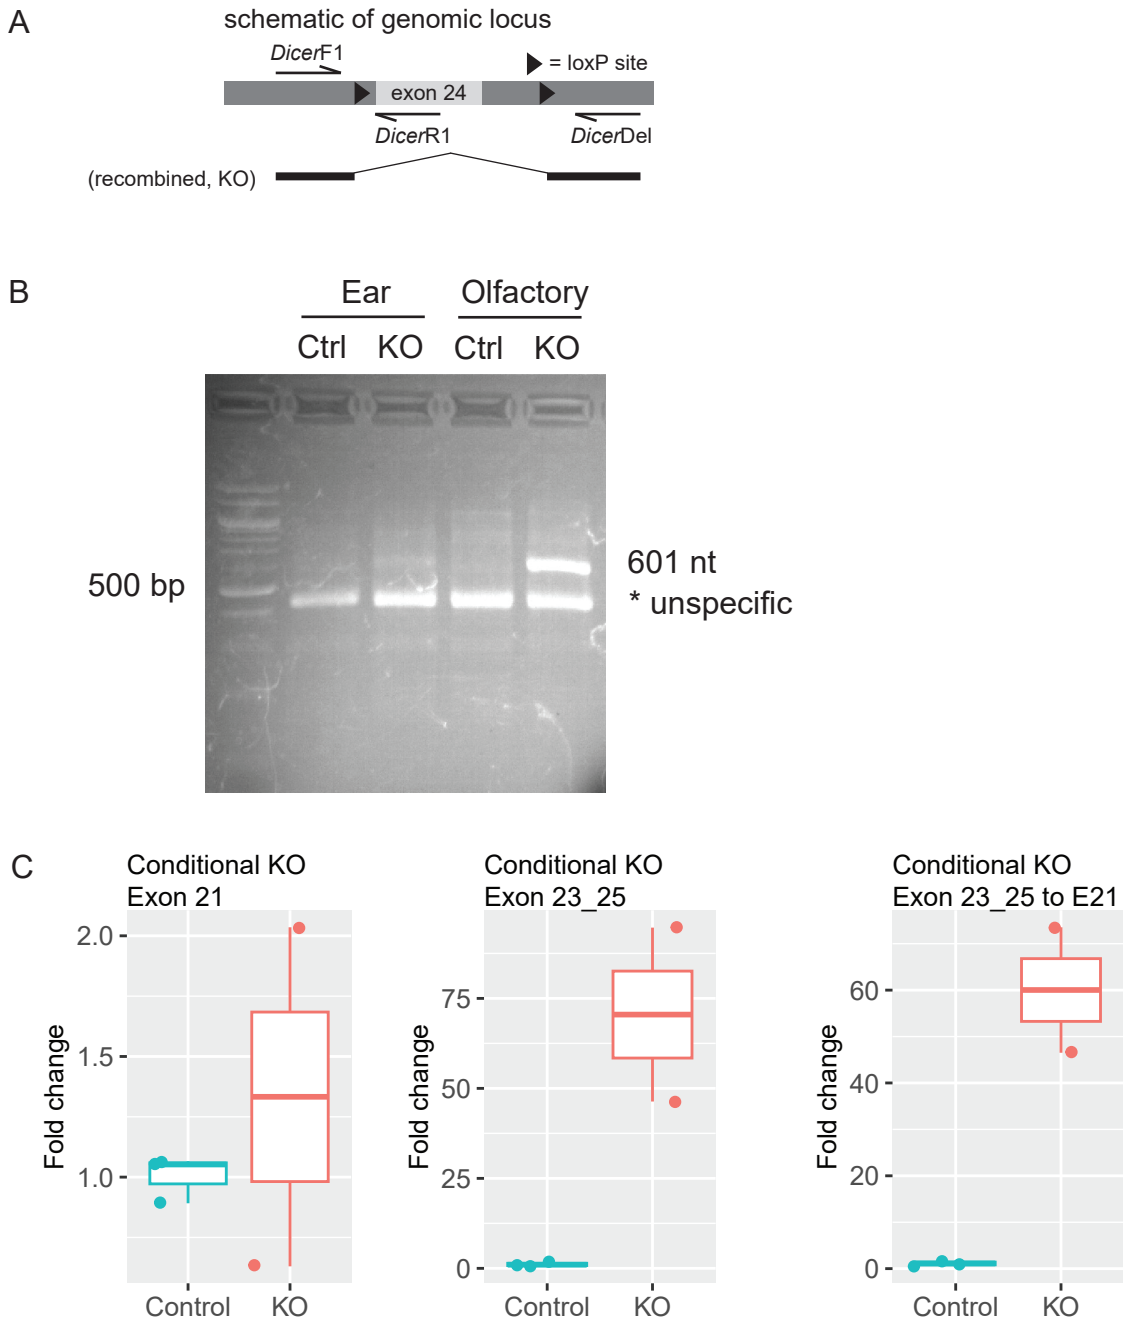 A
schematic of genomic locus
DicerF1
= loxP site
exon 24
DicerR1
DicerDel
(recombined, KO)
B
Ear
Olfactory
Ctrl
KO
Ctrl
KO
500 bp
601 nt
* unspecific
C
Conditional KO
Exon 21
Fold change
2.0
1.5
1.0
Control
KO
Conditional KO
Exon 23_25
Fold change
75
50
25
0
Control
KO
Conditional KO
Exon 23_25 to E21
Fold change
60
40
20
0
Control
KO